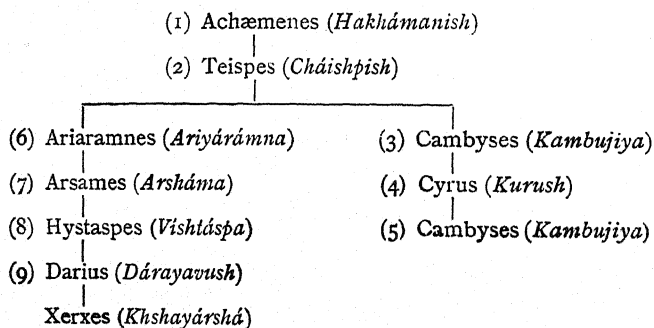 (1) Achæmenes (Hakhámanish)
(2) Teispes (Cháishpish)
(6) Ariaramnes (Ariyárámna) (3) Cambyses (Kambujiya)
(7) Arsames (Arsháma) (4) Cyrus (Kurush)
(8) Hystaspes (Vishtáspa) (5) Cambyses (Kambujiya)
(9) Darius (Dárayavush)
Xerxes (Khshayárshá)